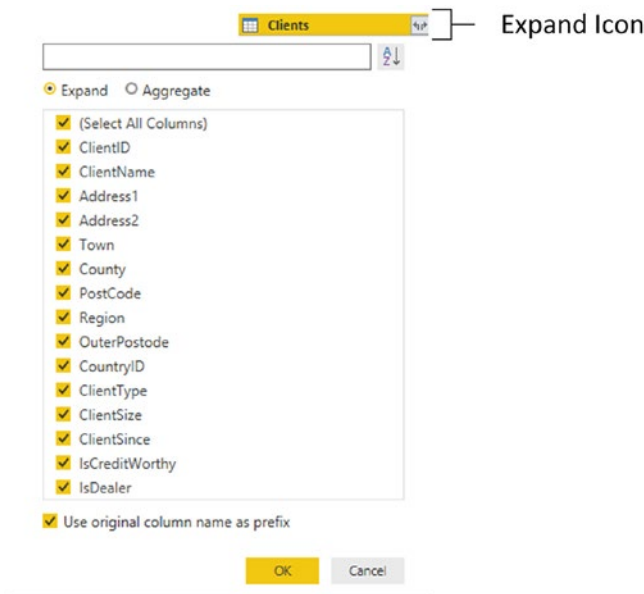 Clients
Expand Icon
Expand Aggregate
(Select All Columns)
ClientID
ClientName
Address1
Address2
Town
County
PostCode
Region
OuterPostode
CountryID
ClientType
ClientSize
ClientSince
IsCreditWorthy
IsDealer
Use original column name as prefix
OK Cancel